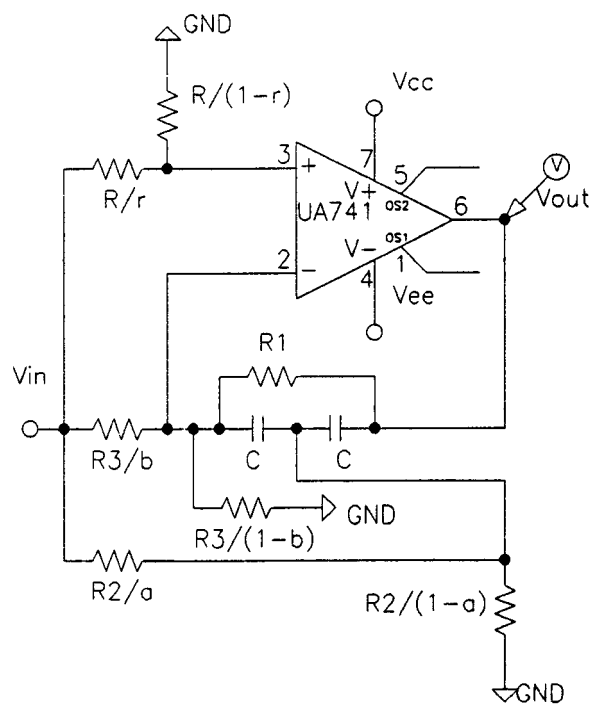 GND
R/(1-r)
Vcc
R/r
3
+
7
5
V+
OS2
UA741
6
V
Vout
V-
OS1
2
-
4
1
Vee
R1
Vin
R3/b
C
C
GND
R3/(1-b)
R2/a
R2/(1-a)
GND